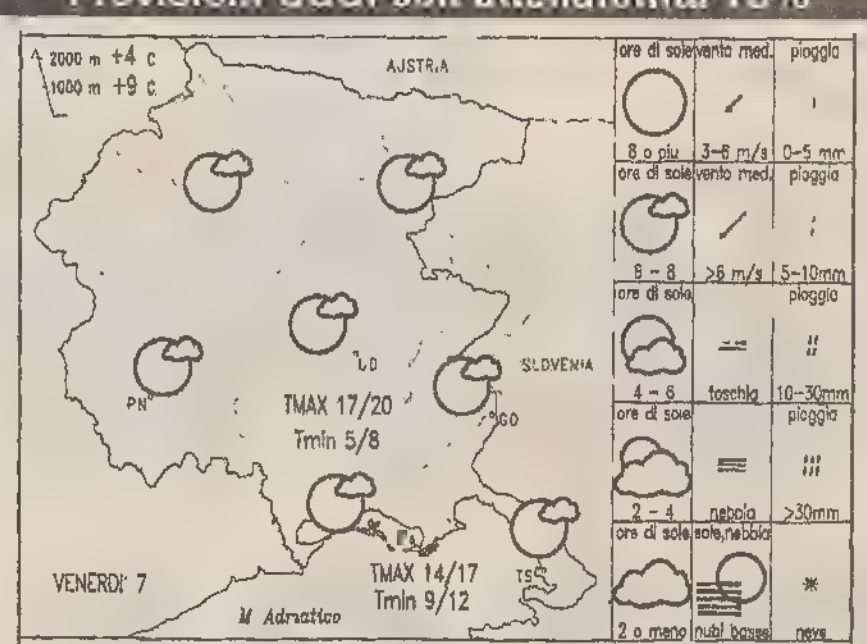 2000 m +4 C
1000 m +9 C
AUSTRIA
SLOVENIA
PN
UD
GO
TMAX 17/20
Tmin 5/8
TMAX 14/17
Tmin 9/12
TS
VENERDI' 7
M Adriatico
ore di sole vento med. pioggia
8 o piu 3-6 m/s 0-5 mm
ore di sole vento med. pioggia
6 - 8 >6 m/s 5-10mm
ore di sole pioggia
4 - 6 foschia 10-30mm
ore di sole pioggia
2 - 4 nebbia >30mm
ore di sole sole,nebbia
2 o meno nubi basse neve